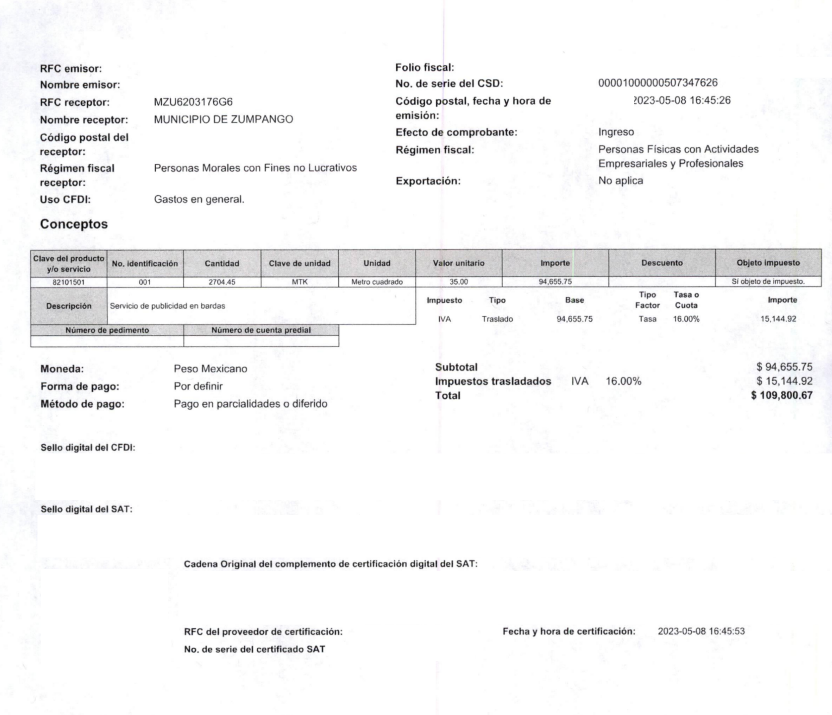 RFC emisor:
Nombre emisor:
RFC receptor: MZU6203176G6
Nombre receptor: MUNICIPIO DE ZUMPANGO
Código postal del
receptor:
Régimen fiscal Personas Morales con Fines no Lucrativos
receptor:
Uso CFDI: Gastos en general.
Folio fiscal:
No. de serie del CSD: 00001000000507347626
Código postal, fecha y hora de 2023-05-08 16:45:26
emisión:
Efecto de comprobante: Ingreso
Régimen fiscal: Personas Físicas con Actividades
Empresariales y Profesionales
Exportación: No aplica
Conceptos
Clave del producto
y/o servicio No. identificación Cantidad Clave de unidad Unidad Valor unitario Importe Descuento Objeto impuesto
82101501 001 2704.45 MTK Metro cuadrado 35.00 94,655.75 Sí objeto de impuesto.
Descripción Servicio de publicidad en bardas
Impuesto Tipo Base Tipo Factor Tasa o Cuota Importe
IVA Traslado 94,655.75 Tasa 16.00% 15,144.92
Número de pedimento Número de cuenta predial
Moneda: Peso Mexicano
Forma de pago: Por definir
Método de pago: Pago en parcialidades o diferido
Subtotal $ 94,655.75
Impuestos trasladados IVA 16.00% $ 15,144.92
Total $ 109,800.67
Sello digital del CFDI:
Sello digital del SAT:
Cadena Original del complemento de certificación digital del SAT:
RFC del proveedor de certificación: Fecha y hora de certificación: 2023-05-08 16:45:53
No. de serie del certificado SAT